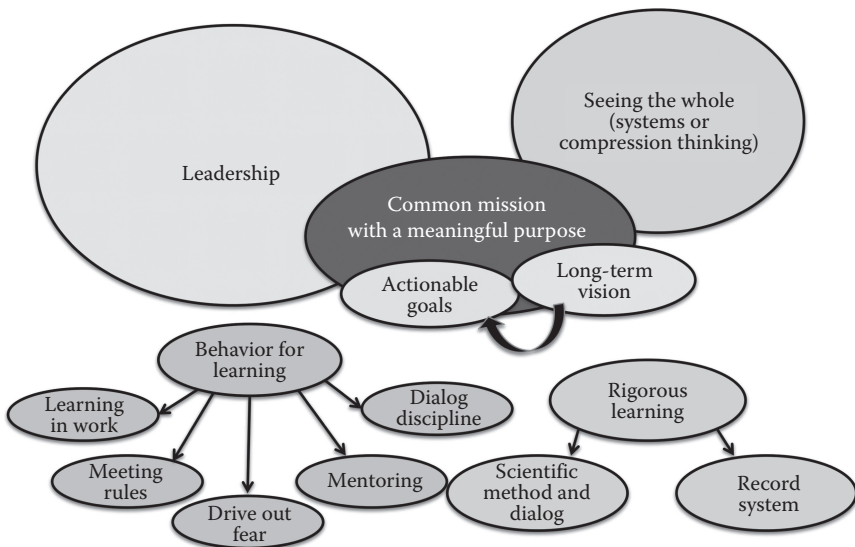 Leadership
Seeing the whole
(systems or
compression thinking)
Common mission
with a meaningful purpose
Actionable
goals
Long-term
vision
Behavior for
learning
Learning
in work
Meeting
rules
Drive out
fear
Mentoring
Dialog
discipline
Rigorous
learning
Scientific
method and
dialog
Record
system